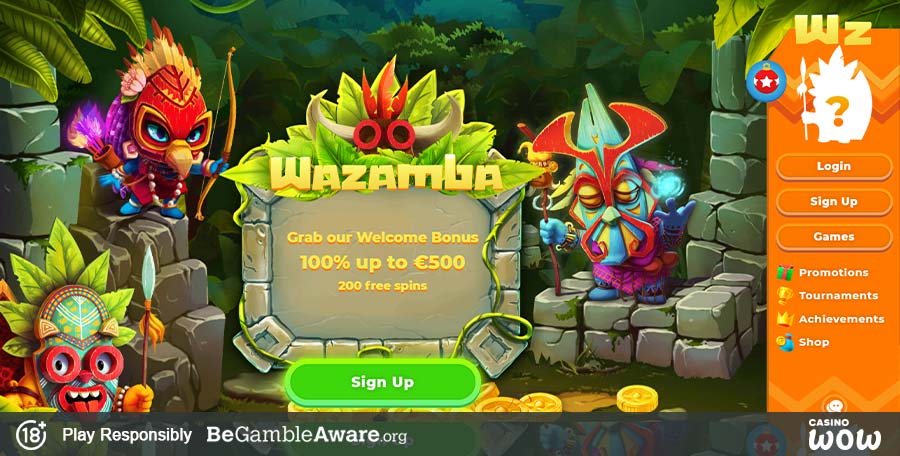 Wz
Wazamba
Grab our Welcome Bonus
100% up to €500
200 free spins
Sign Up
?
Login
Sign Up
Games
Promotions
Tournaments
Achievements
Shop
18+
Play Responsibly
BeGambleAware.org
CASINO
WOW